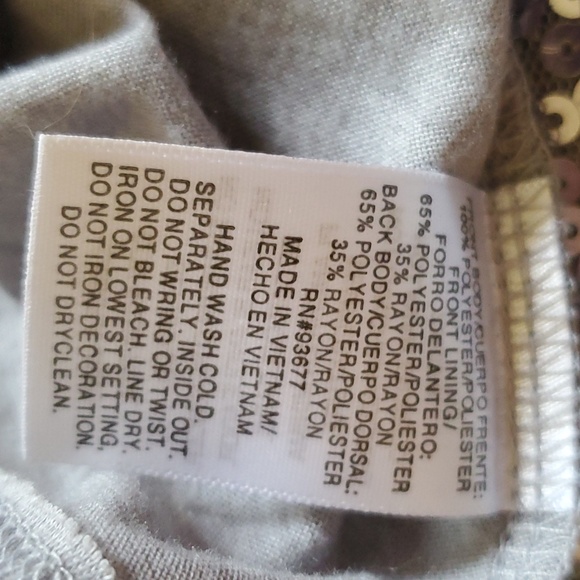 BODY/CUERPO FRENTE:
100% POLYESTER/POLIESTER
FRONT LINING/
FORRO DELANTERO:
65% POLYESTER/POLIESTER
35% RAYON/RAYON
BACK BODY/CUERPO DORSAL:
65% POLYESTER/POLIESTER
35% RAYON/RAYON
RN#93677
MADE IN VIETNAM/
HECHO EN VIETNAM
HAND WASH COLD.
SEPARATELY. INSIDE OUT.
DO NOT WRING OR TWIST.
DO NOT BLEACH. LINE DRY.
IRON ON LOWEST SETTING.
DO NOT IRON DECORATION.
DO NOT DRYCLEAN.